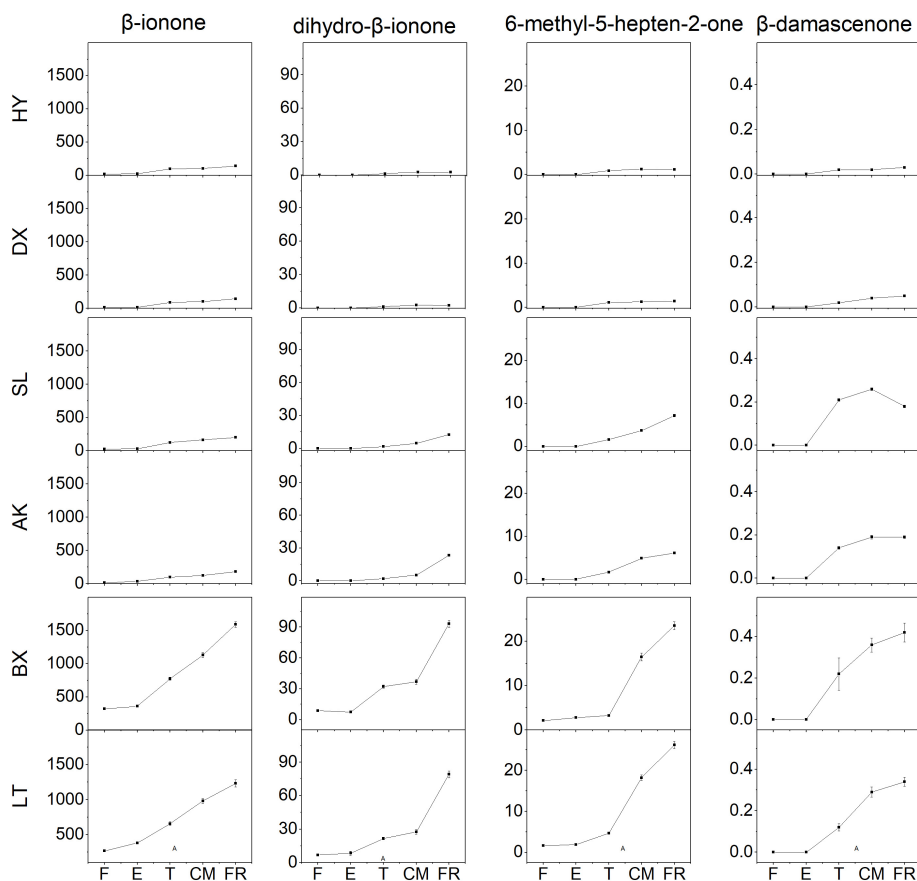 β-ionone dihydro-β-ionone 6-methyl-5-hepten-2-one β-damascenone
HY
1500 90 20 0.4
1000 60 10 0.2
500 30 0 0.0
0 0
DX
1500 90 20 0.4
1000 60 10 0.2
500 30 0 0.0
0 0
SL
1500 90 20 0.4
1000 60 10 0.2
500 30 0 0.0
0 0
AK
1500 90 20 0.4
1000 60 10 0.2
500 30 0 0.0
0 0
BX
1500 90 20 0.4
1000 60 10 0.2
500 30 0 0.0
0 0
LT
1500 90 20 0.4
1000 60 10 0.2
500 30 0 0.0
0
A A A A
F E T CM FR F E T CM FR F E T CM FR F E T CM FR